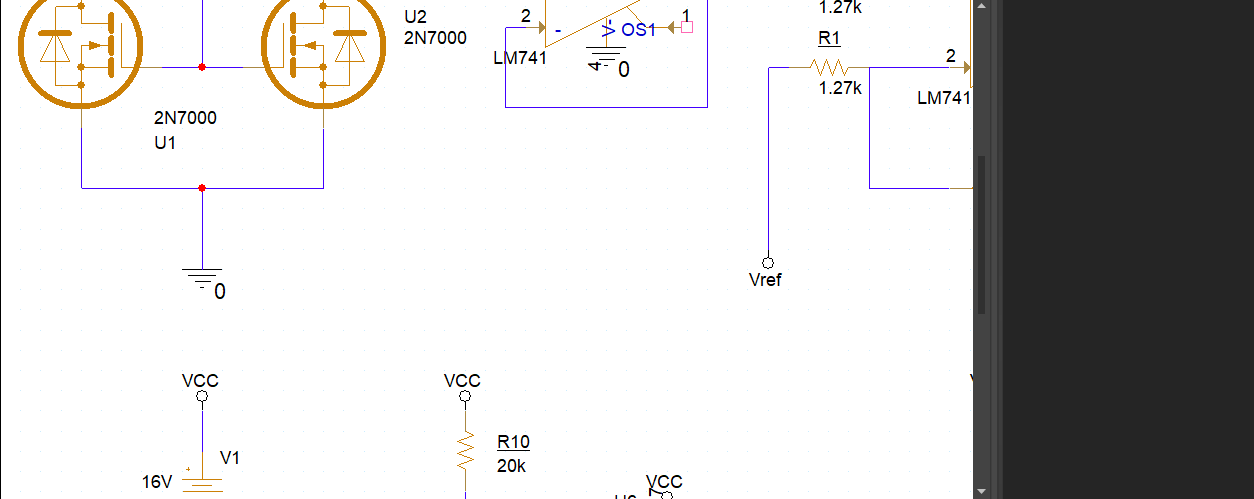 1.27k
U2
2N7000
2
-
V-
OS1
1
LM741
4
0
R1
1.27k
2
LM741
2N7000
U1
0
Vref
VCC
VCC
V1
16V
+
R10
20k
VCC
7